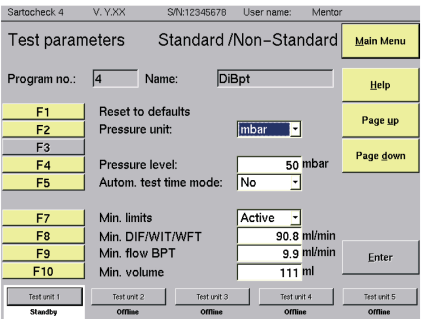 Sartocheck 4 V. Y.XX S/N:12345678 User name: Mentor
Test parameters Standard /Non-Standard Main Menu
Program no.: 4 Name: DiBpt
Help
F1 Reset to defaults
Page up
F2 Pressure unit: mbar
F3
Page down
F4 Pressure level: 50 mbar
F5 Autom. test time mode: No
F7 Min. limits Active
F8 Min. DIF/WIT/WFT 90.8 ml/min
F9 Min. flow BPT 9.9 ml/min
Enter
F10 Min. volume 111 ml
Test unit 1 Test unit 2 Test unit 3 Test unit 4 Test unit 5
Standby Offline Offline Offline Offline